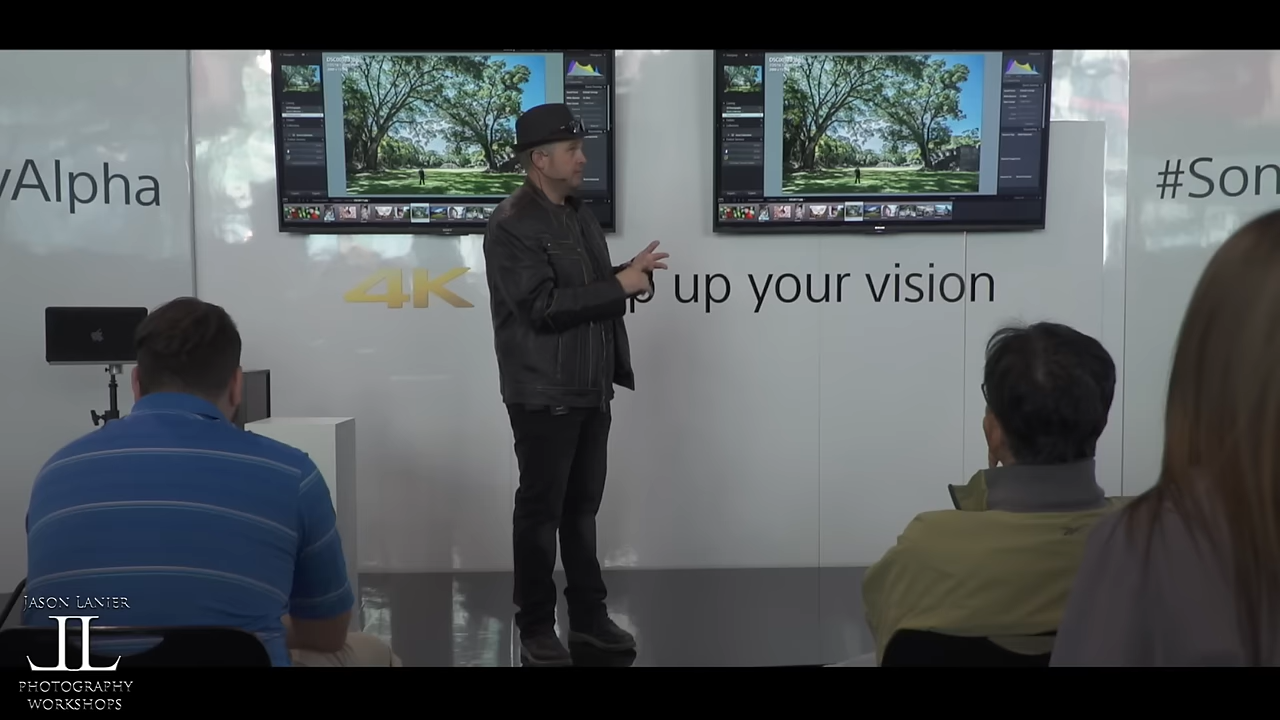 yAlpha
#Son
4K
p up your vision
JASON LANIER
JL
PHOTOGRAPHY
WORKSHOPS